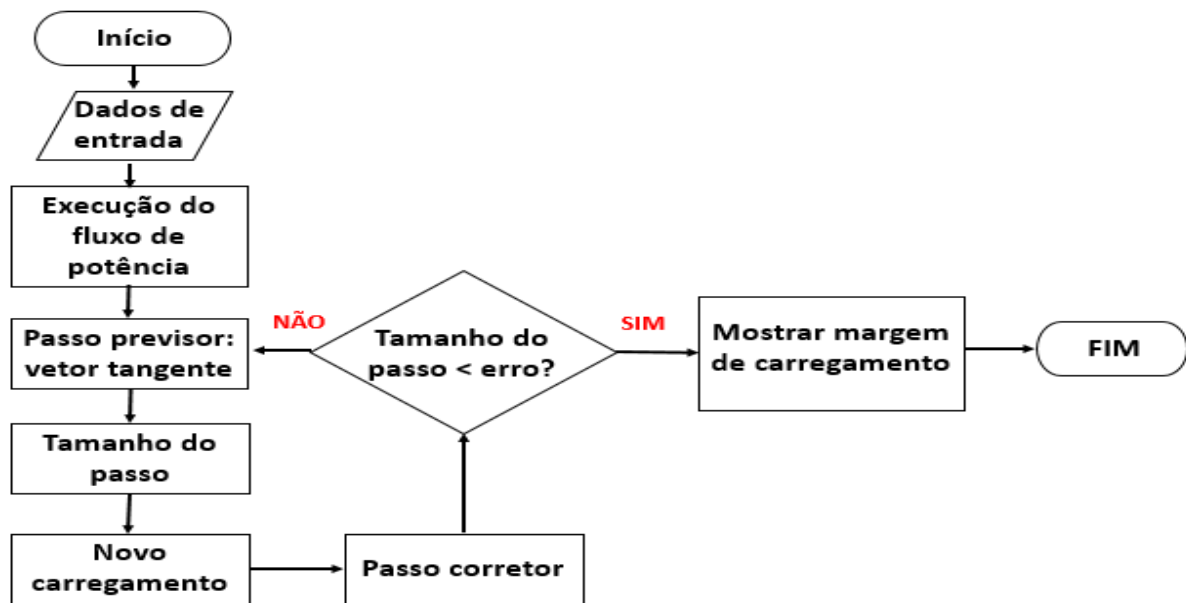 Início
Dados de
entrada
Execução do
fluxo de
potência
Passo previsor:
vetor tangente
Tamanho do
passo
Novo
carregamento
Passo corretor
Tamanho do
passo < erro?
NÃO
SIM
Mostrar margem
de carregamento
FIM